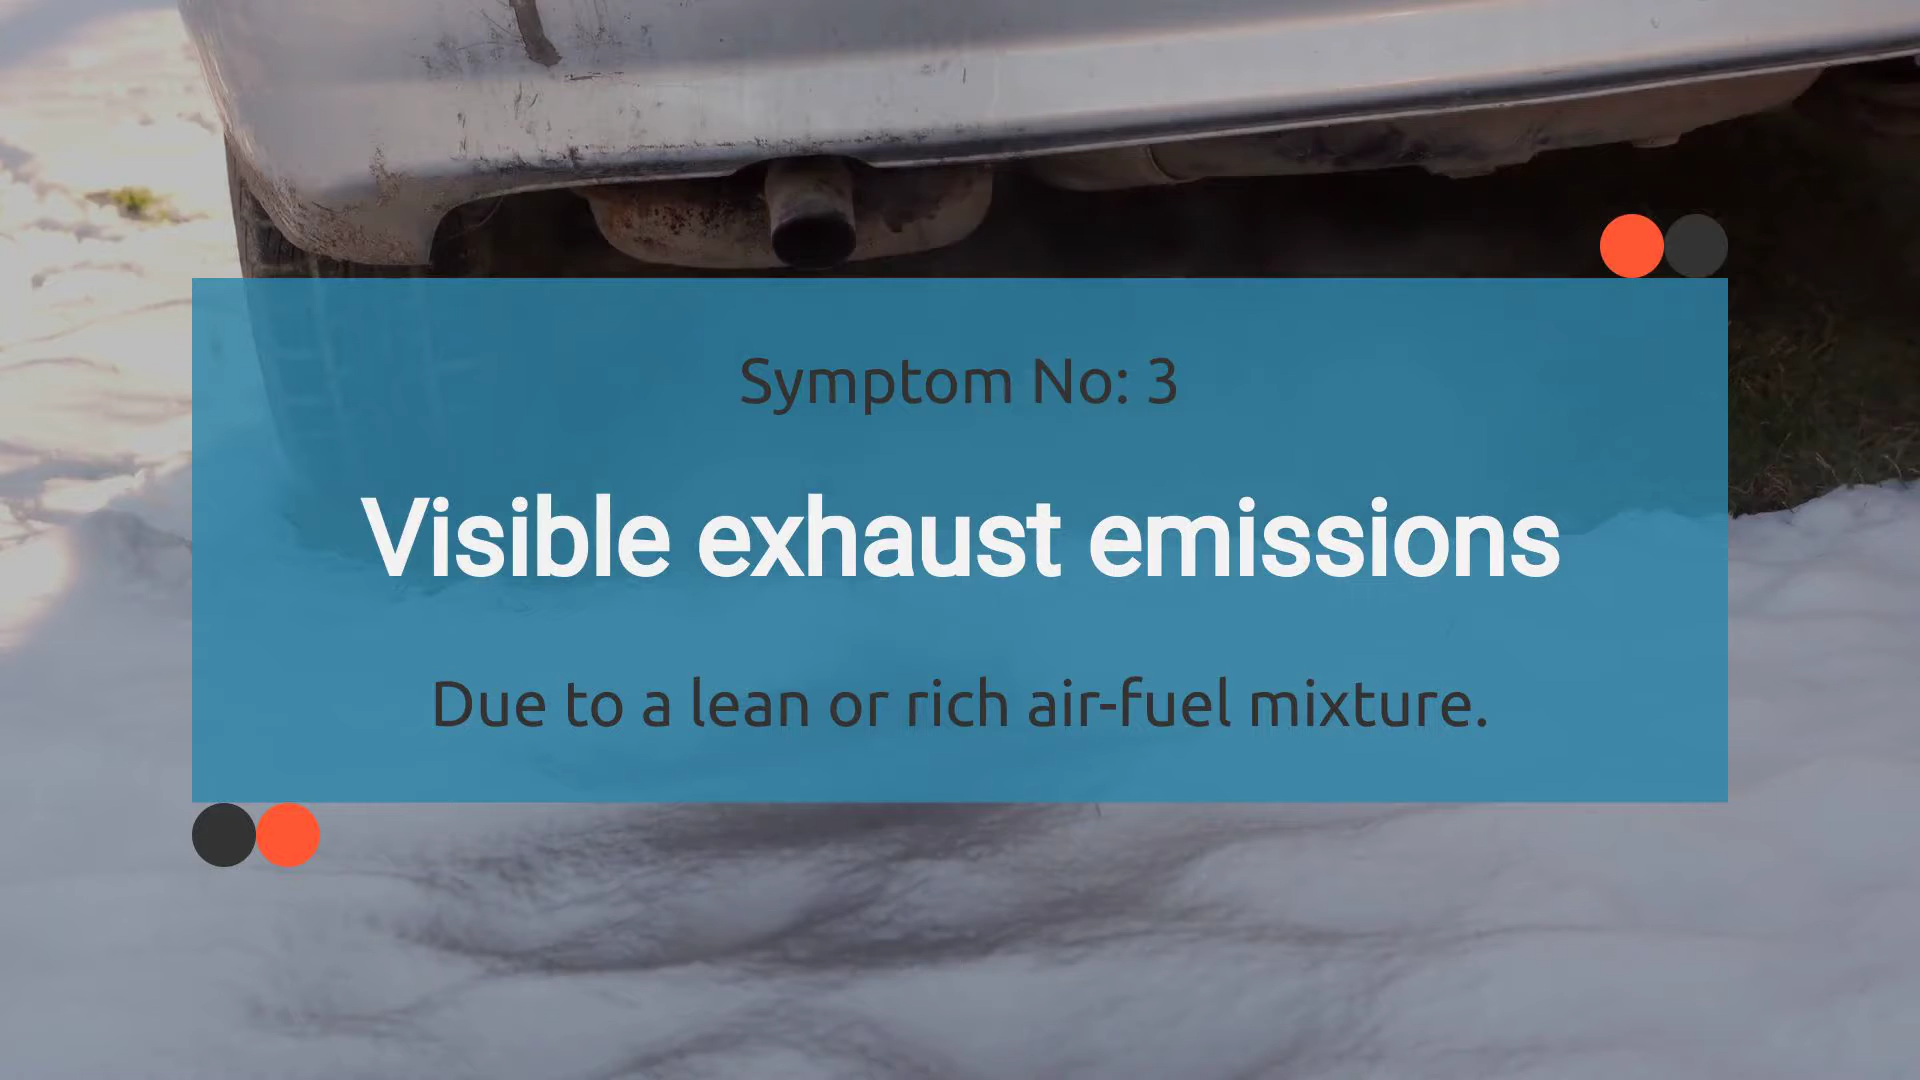 Symptom No: 3
Visible exhaust emissions
Due to a lean or rich air-fuel mixture.